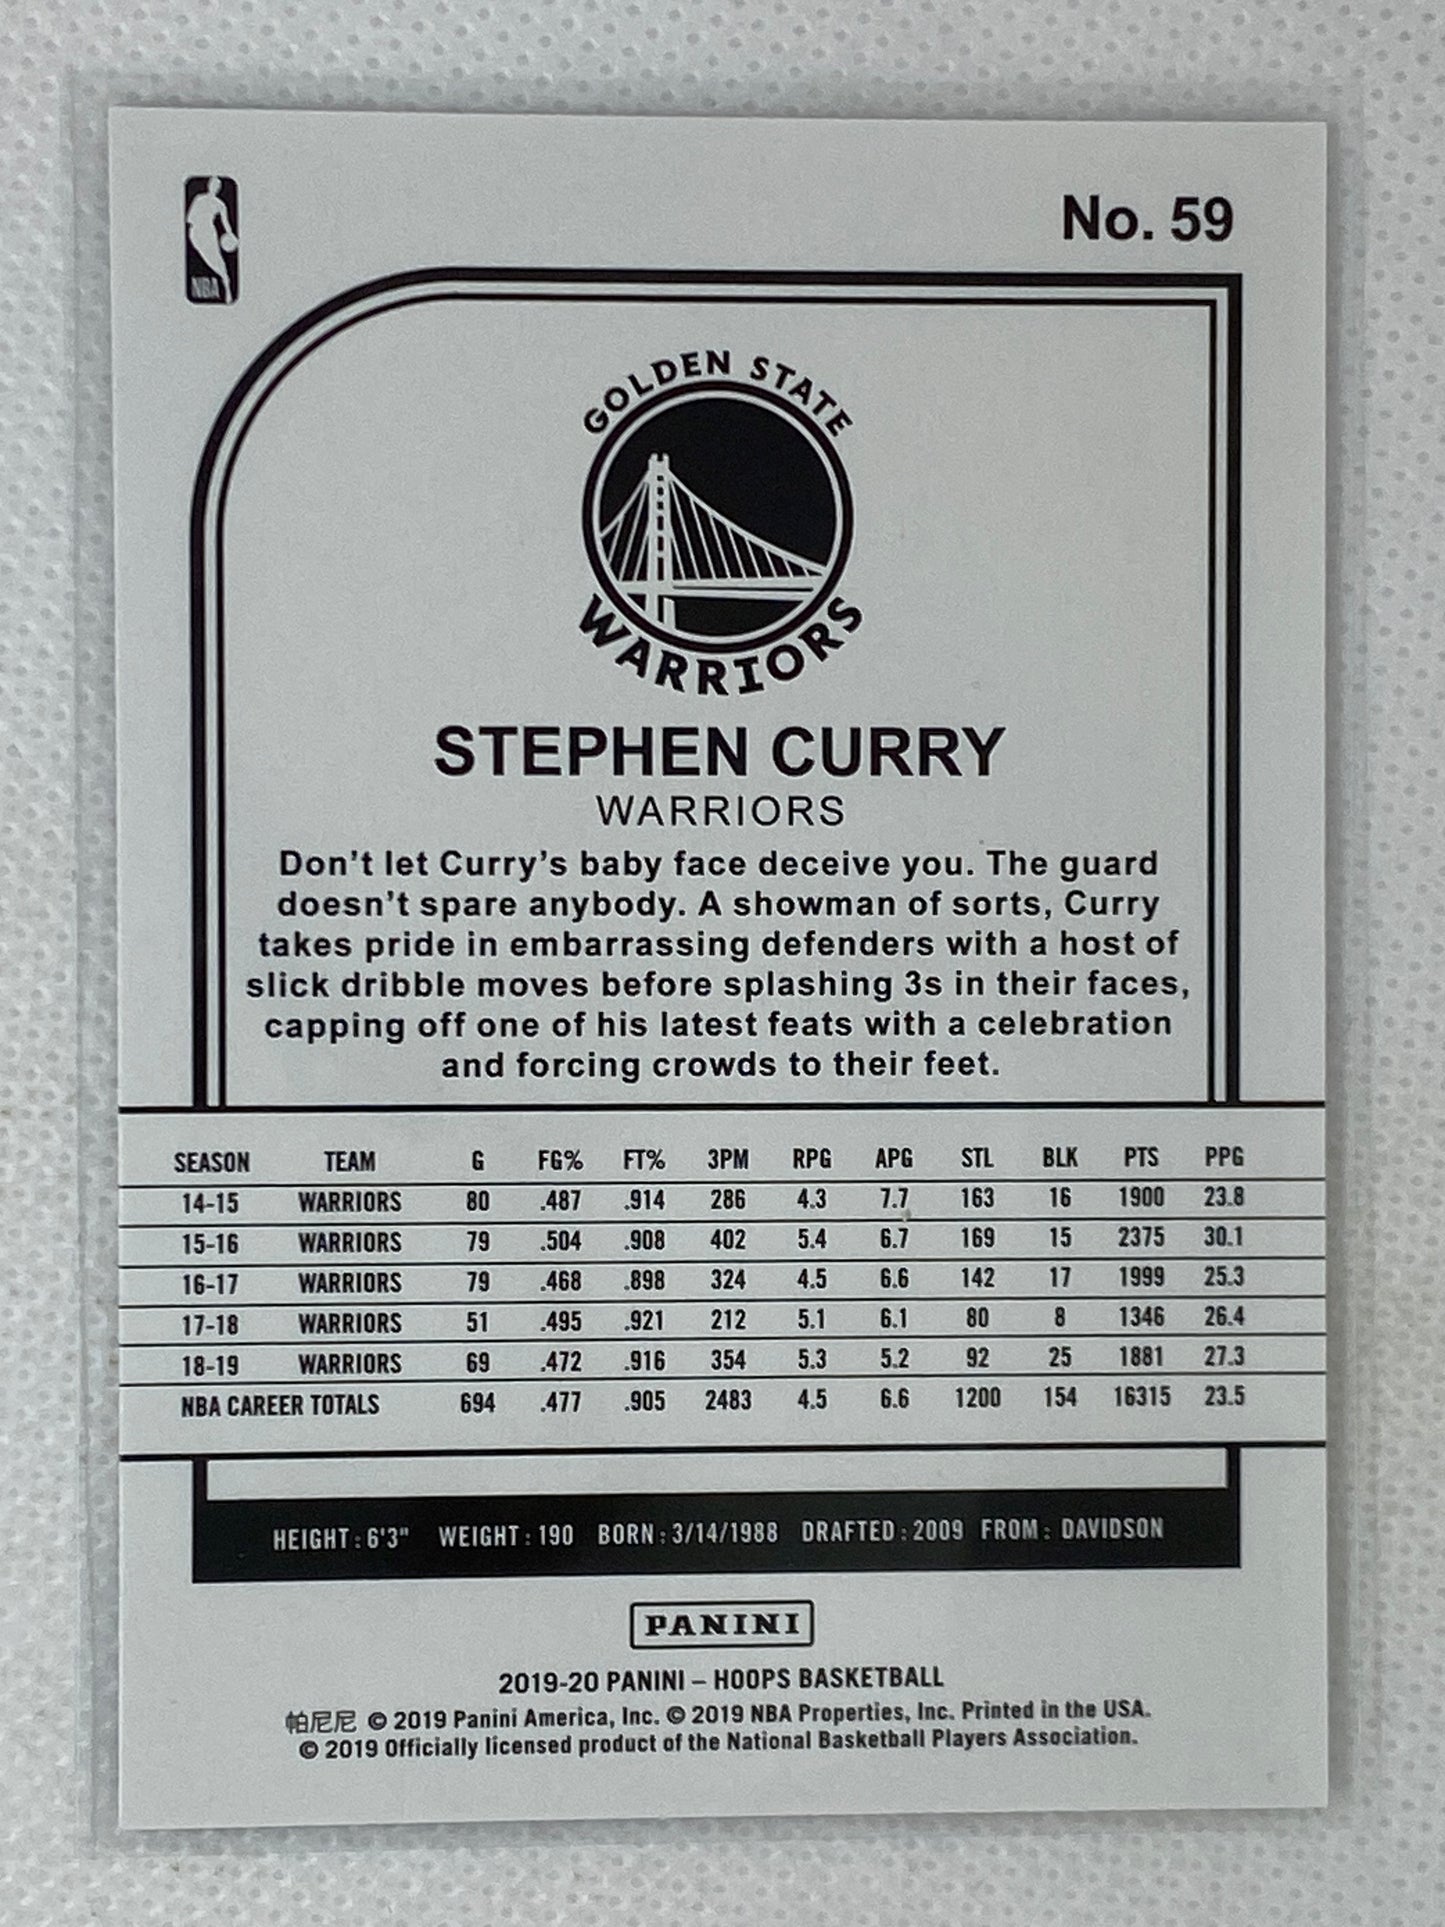 NBA
No. 59
GOLDEN STATE
WARRIORS
STEPHEN CURRY
WARRIORS
Don't let Curry's baby face deceive you. The guard
doesn't spare anybody. A showman of sorts, Curry
takes pride in embarrassing defenders with a host of
slick dribble moves before splashing 3s in their faces,
capping off one of his latest feats with a celebration
and forcing crowds to their feet.
SEASON TEAM G FG% FT% 3PM RPG APG STL BLK PTS PPG
14-15 WARRIORS 80 .487 .914 286 4.3 7.7 163 16 1900 23.8
15-16 WARRIORS 79 .504 .908 402 5.4 6.7 169 15 2375 30.1
16-17 WARRIORS 79 .468 .898 324 4.5 6.6 142 17 1999 25.3
17-18 WARRIORS 51 .495 .921 212 5.1 6.1 80 8 1346 26.4
18-19 WARRIORS 69 .472 .916 354 5.3 5.2 92 25 1881 27.3
NBA CAREER TOTALS 694 .477 .905 2483 4.5 6.6 1200 154 16315 23.5
HEIGHT: 6'3" WEIGHT: 190 BORN: 3/14/1988 DRAFTED: 2009 FROM: DAVIDSON
PANINI
2019-20 PANINI – HOOPS BASKETBALL
帕尼尼 © 2019 Panini America, Inc. © 2019 NBA Properties, Inc. Printed in the USA.
© 2019 Officially licensed product of the National Basketball Players Association.